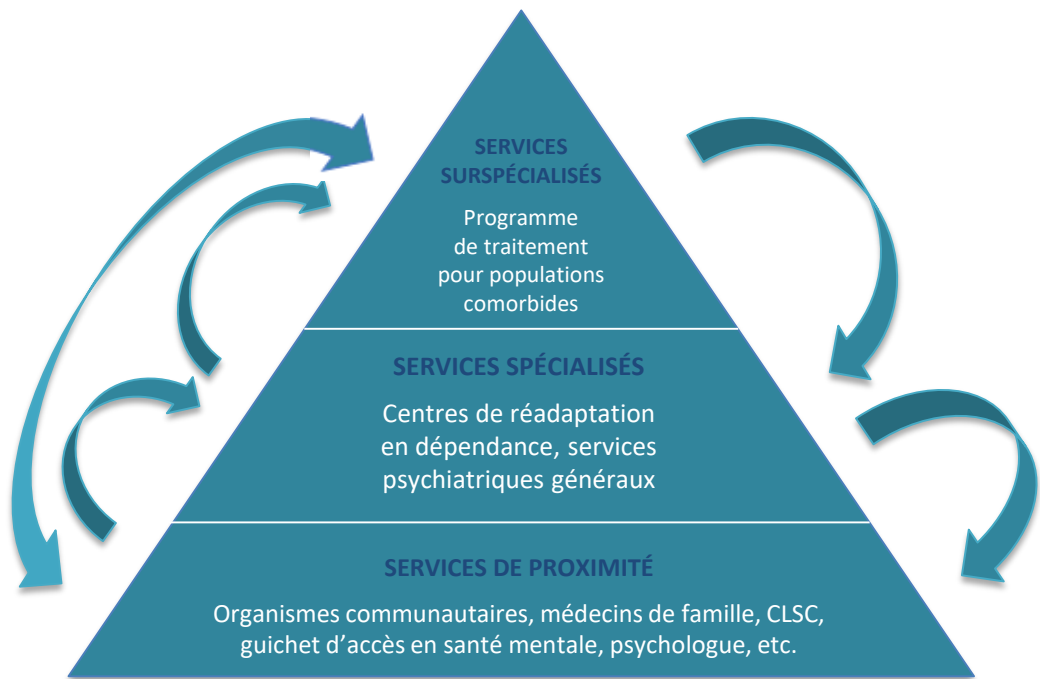 SERVICES
SURSPÉCIALISÉS
Programme
de traitement
pour populations
comorbides
SERVICES SPÉCIALISÉS
Centres de réadaptation
en dépendance, services
psychiatriques généraux
SERVICES DE PROXIMITÉ
Organismes communautaires, médecins de famille, CLSC,
guichet d’accès en santé mentale, psychologue, etc.